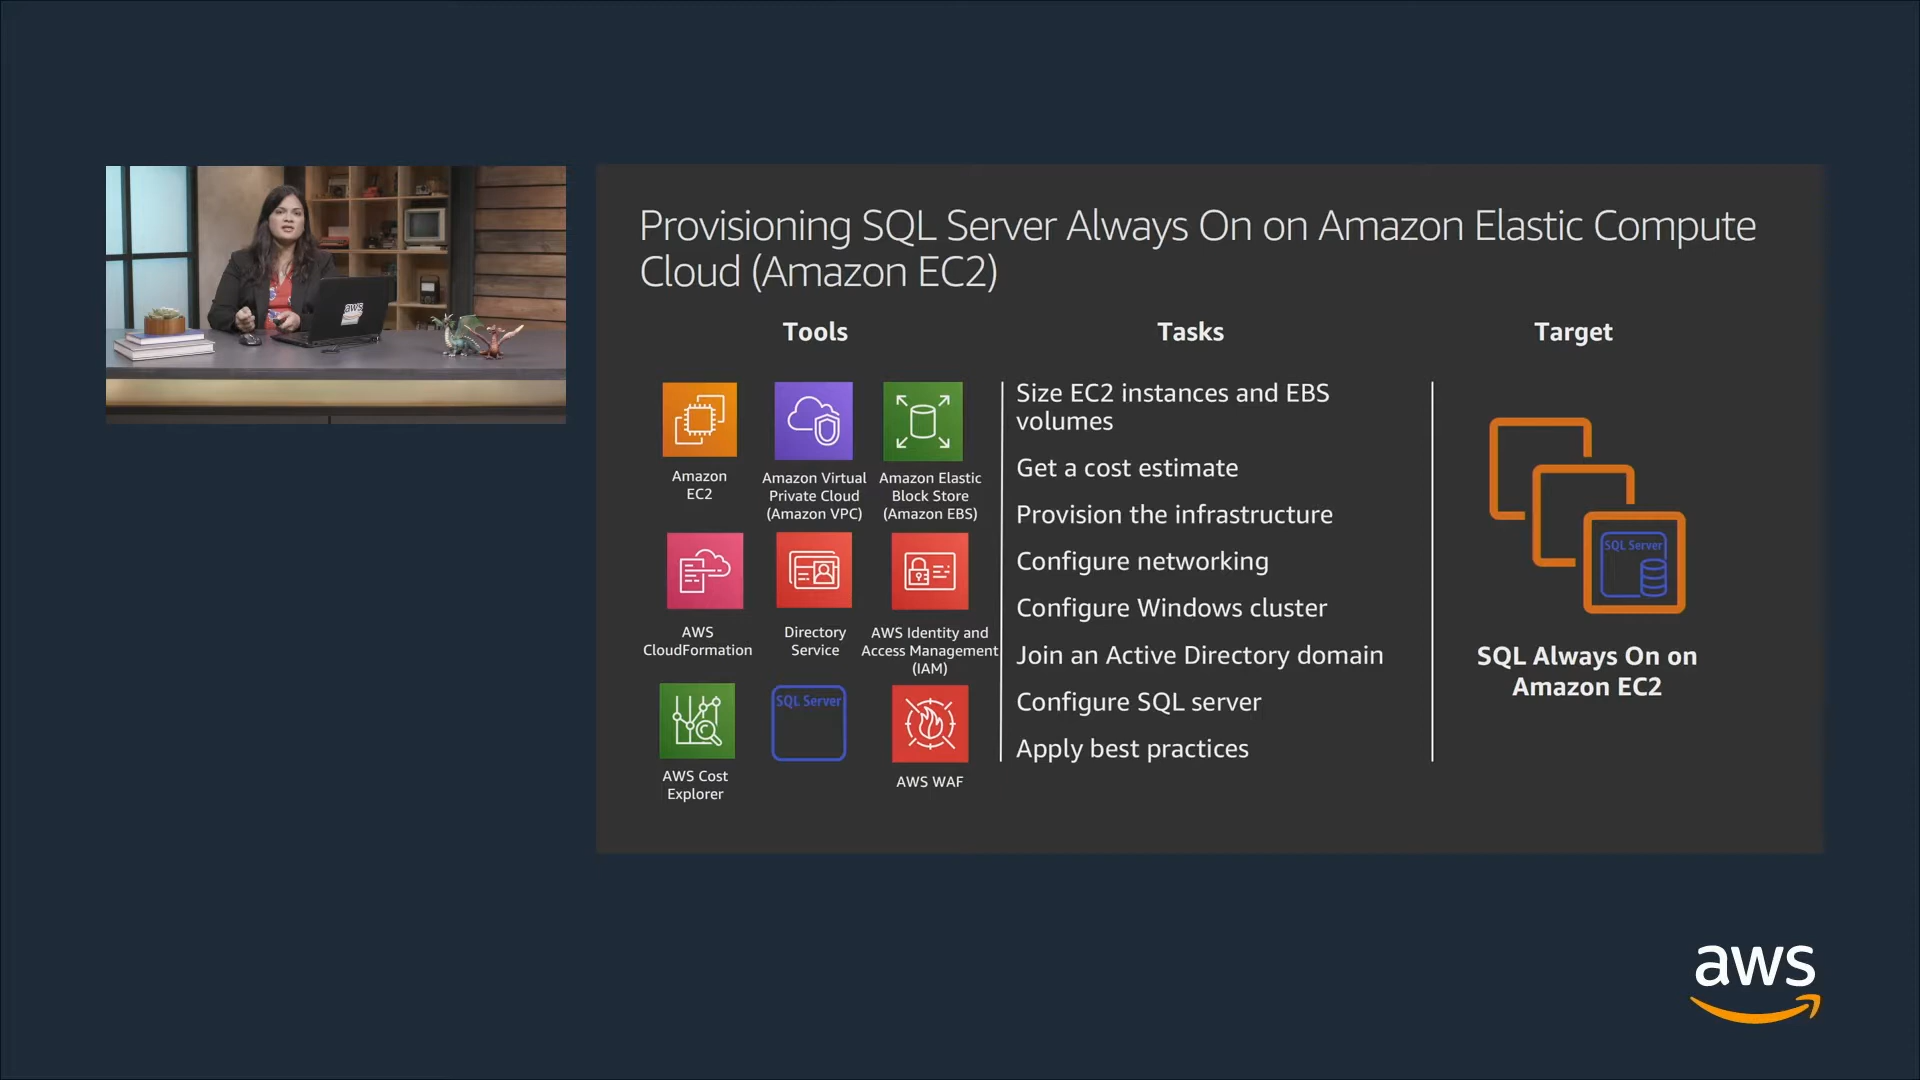 aws
Provisioning SQL Server Always On on Amazon Elastic Compute
Cloud (Amazon EC2)
Tools
Tasks
Target
Amazon
EC2
Amazon Virtual
Private Cloud
(Amazon VPC)
Amazon Elastic
Block Store
(Amazon EBS)
AWS
CloudFormation
Directory
Service
AWS Identity and
Access Management
(IAM)
AWS Cost
Explorer
SQL Server
AWS WAF
Size EC2 instances and EBS
volumes
Get a cost estimate
Provision the infrastructure
Configure networking
Configure Windows cluster
Join an Active Directory domain
Configure SQL server
Apply best practices
SQL Server
SQL Always On on
Amazon EC2
aws